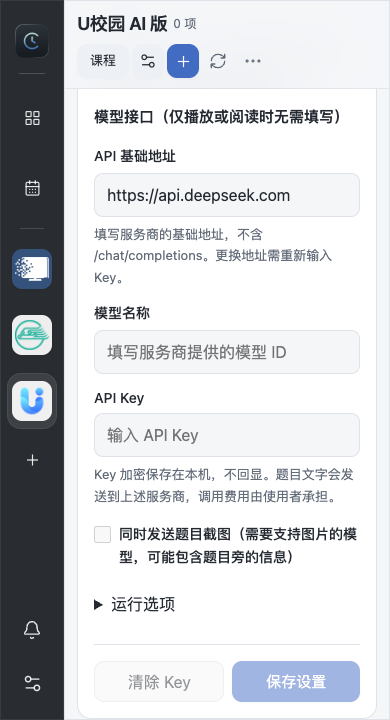 U校园 AI 版 0 项
课程
模型接口（仅播放或阅读时无需填写）
API 基础地址
https://api.deepseek.com
填写服务商的基础地址，不含
/chat/completions。更换地址需重新输入
Key。
模型名称
填写服务商提供的模型 ID
API Key
输入 API Key
Key 加密保存在本机，不回显。题目文字会发
送到上述服务商，调用费用由使用者承担。
同时发送题目截图（需要支持图片的模
型，可能包含题目旁的信息）
运行选项
清除 Key
保存设置